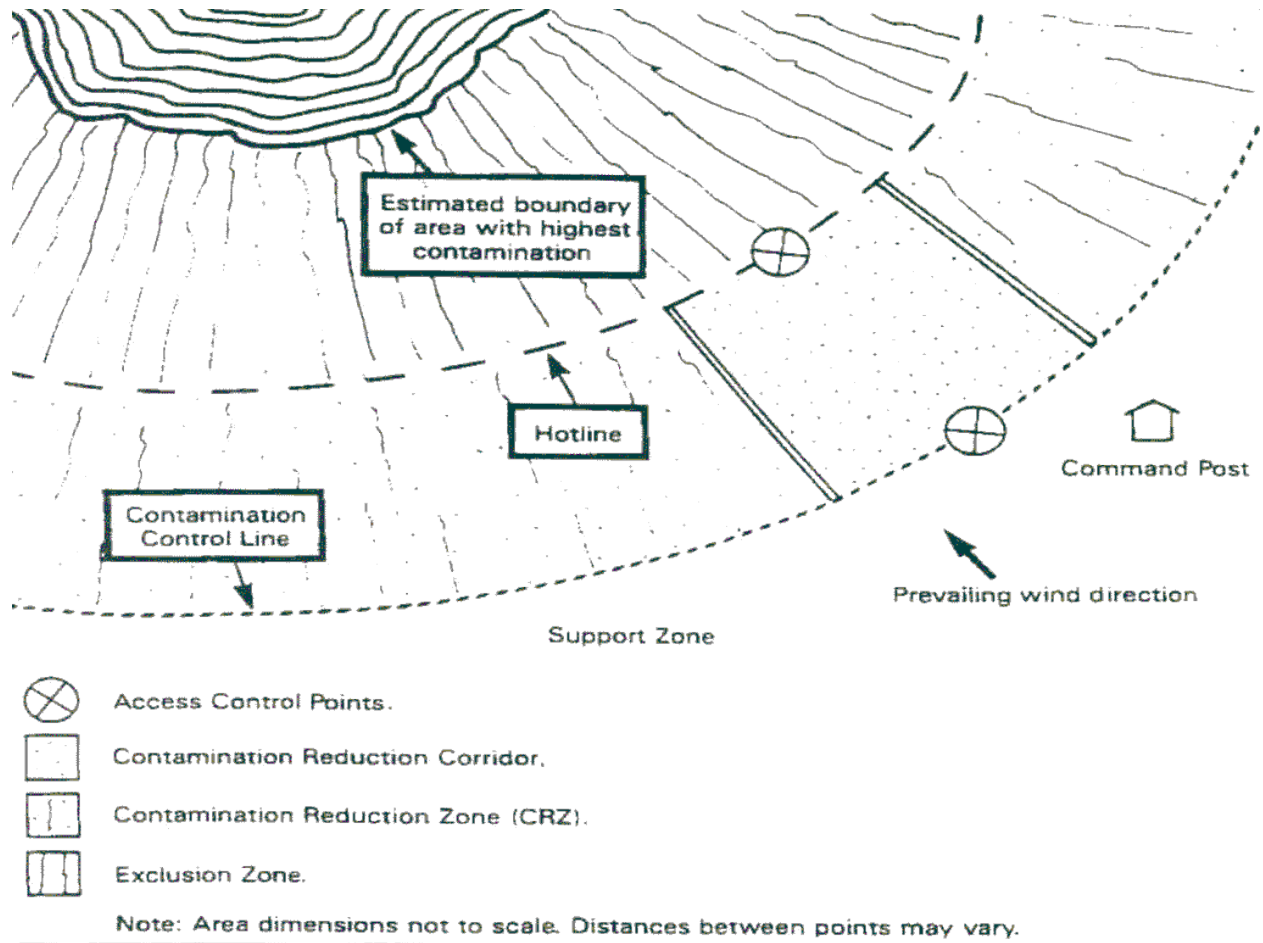 Estimated boundary
of area with highest
contamination
Hotline
Contamination
Control Line
Command Post
Prevailing wind direction
Support Zone
Access Control Points.
Contamination Reduction Corridor.
Contamination Reduction Zone (CRZ).
Exclusion Zone.
Note: Area dimensions not to scale. Distances between points may vary.